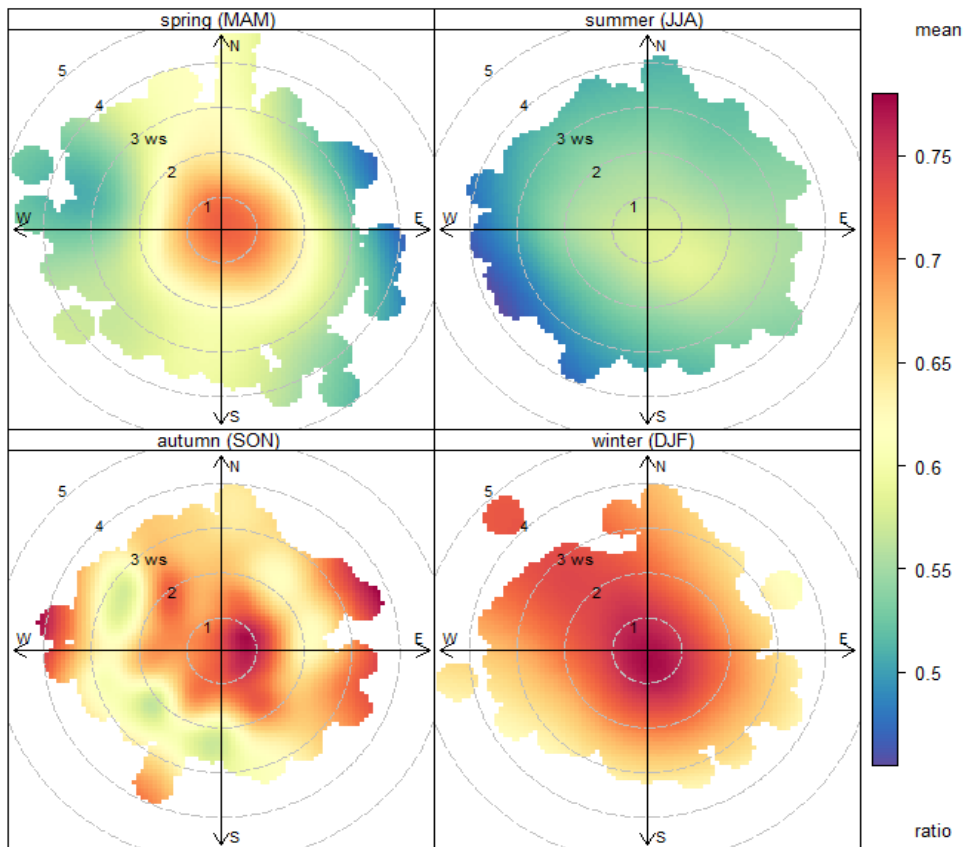 spring (MAM)
summer (JJA)
mean
N
5
4
3 ws
2
1
W
E
S
N
5
4
3 ws
2
1
W
E
S
0.75
0.7
0.65
0.6
0.55
0.5
autumn (SON)
winter (DJF)
N
5
4
3 ws
2
1
W
E
S
N
5
4
3 ws
2
1
W
E
S
ratio